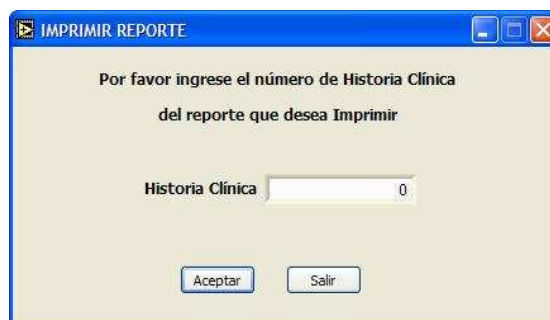 IMPRIMIR REPORTE
Por favor ingrese el número de Historia Clínica
del reporte que desea Imprimir
Historia Clínica 0
Aceptar Salir